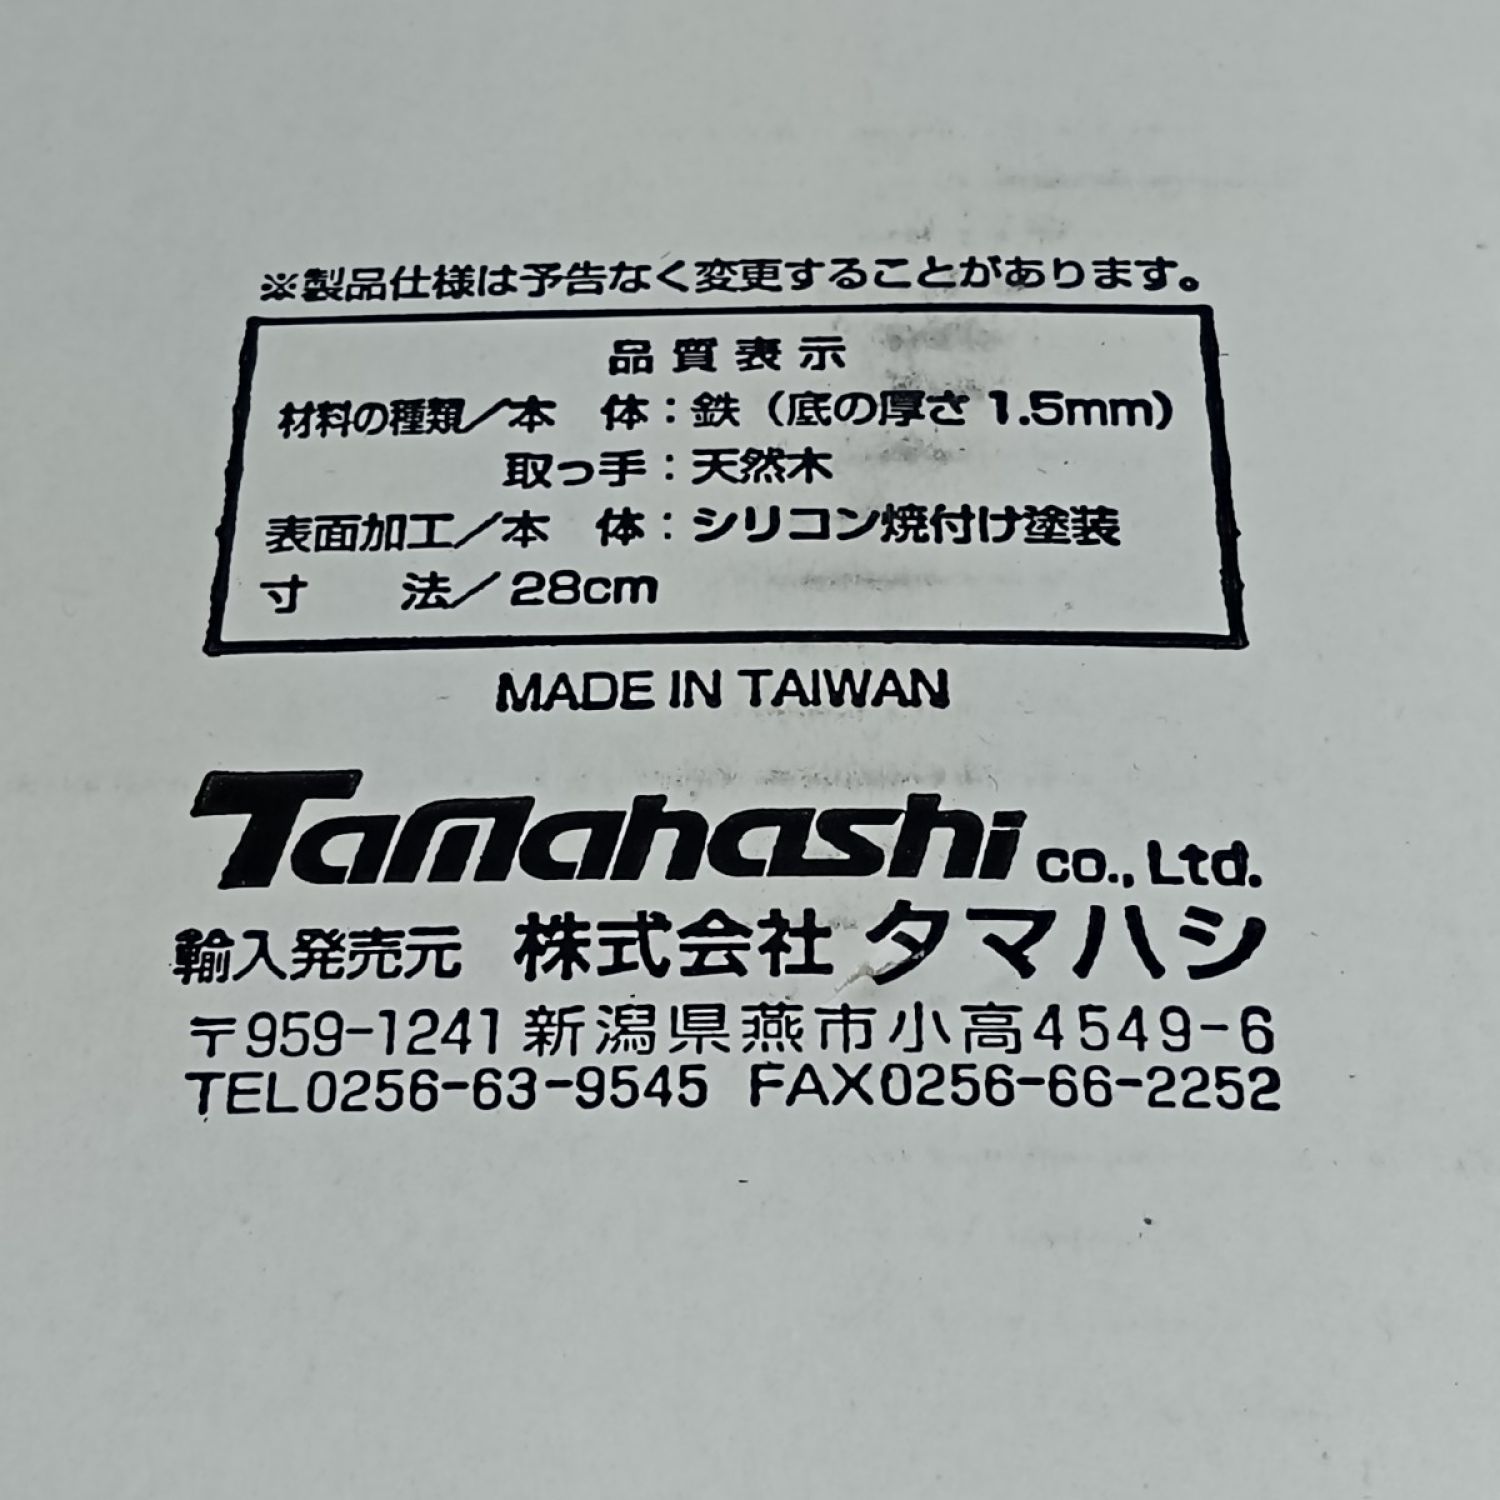 ※製品仕様は予告なく変更することがあります。
品質表示
材料の種類／本　体：鉄（底の厚さ 1.5mm）
取っ手：天然木
表面加工／本　体：シリコン焼付け塗装
寸　　法／28cm
MADE IN TAIWAN
Tamahashi co., Ltd.
輸入発売元 株式会社タマハシ
〒959-1241 新潟県燕市小高4549-6
TEL0256-63-9545 FAX0256-66-2252